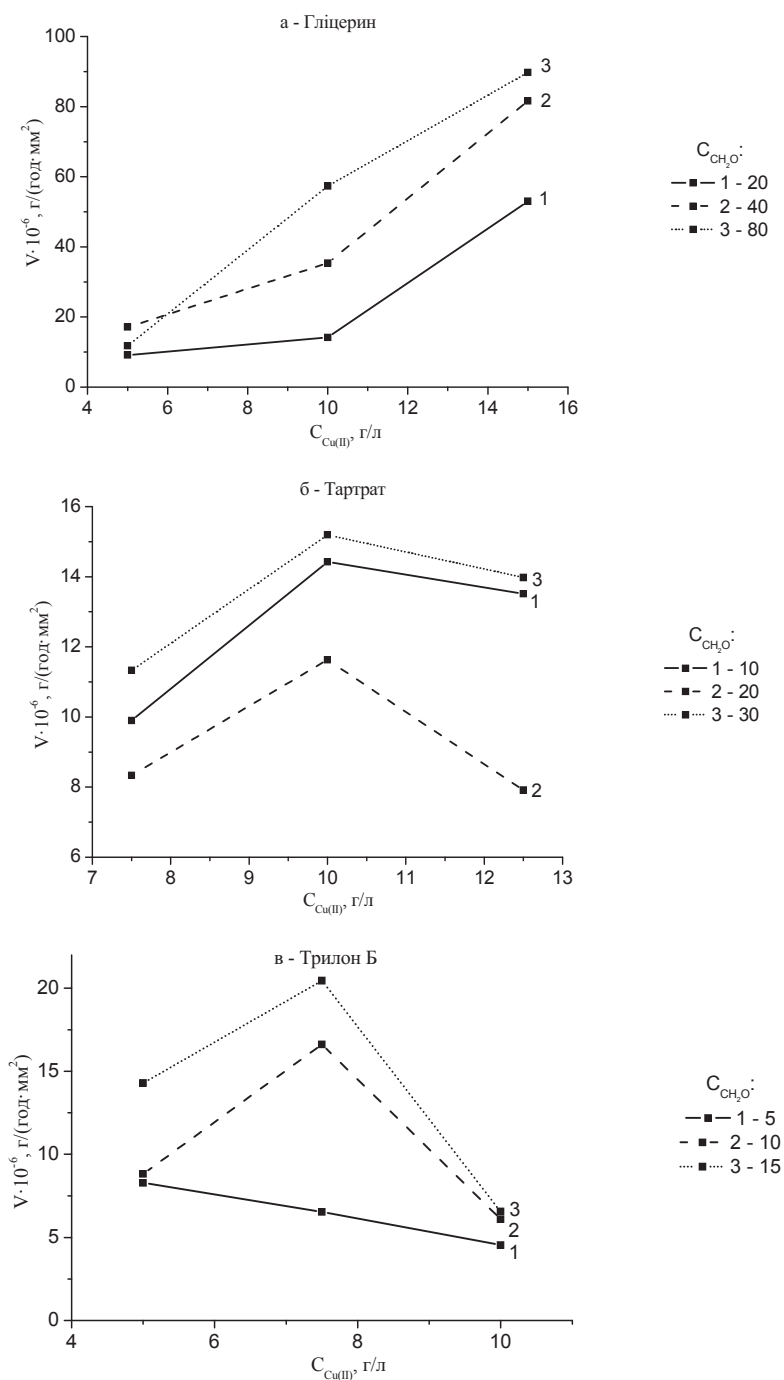 а - Гліцерин
100
80
60
40
20
0
V·10⁻⁶, г/(год·мм²)
3
2
1
4 6 8 10 12 14 16
C_Cu(II), г/л
C_CH₂O:
1 - 20
2 - 40
3 - 80
б - Тартрат
16
14
12
10
8
6
V·10⁻⁶, г/(год·мм²)
3
1
2
7 8 9 10 11 12 13
C_Cu(II), г/л
C_CH₂O:
1 - 10
2 - 20
3 - 30
в - Трилон Б
20
15
10
5
0
V·10⁻⁶, г/(год·мм²)
3
2
1
4 6 8 10
C_Cu(II), г/л
C_CH₂O:
1 - 5
2 - 10
3 - 15